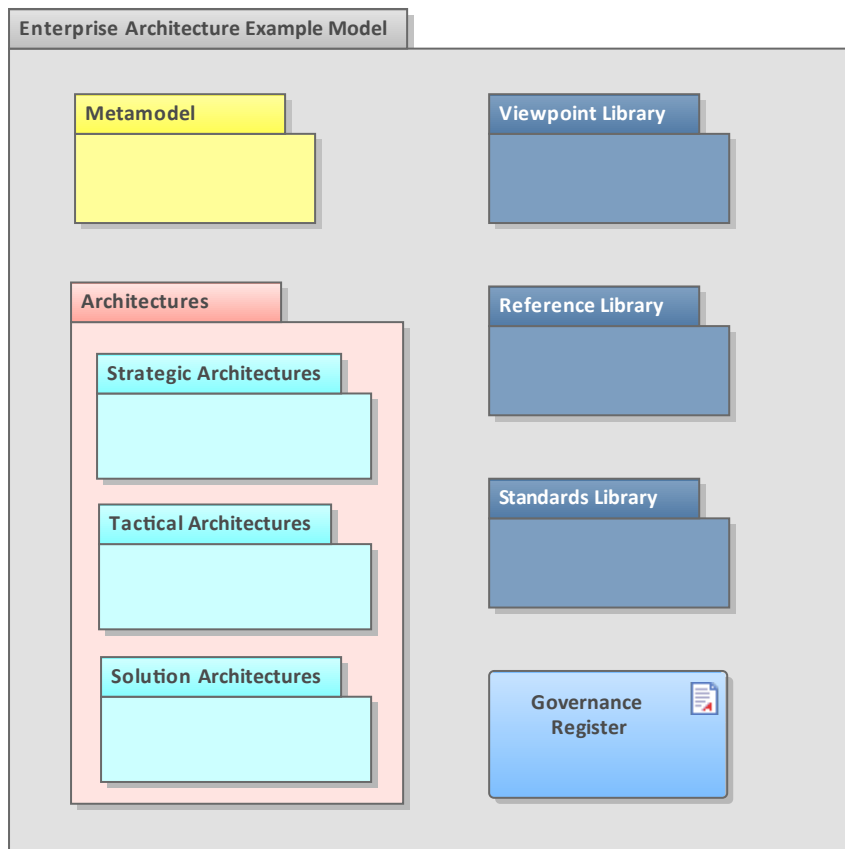 Enterprise Architecture Example Model
Metamodel
Viewpoint Library
Architectures
Strategic Architectures
Tactical Architectures
Solution Architectures
Reference Library
Standards Library
Governance
Register